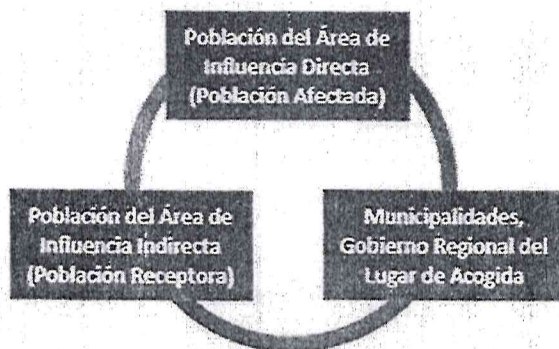 Población del Área de
Influencia Directa
(Población Afectada)
Población del Área de
Influencia Indirecta
(Población Receptora)
Municipalidades,
Gobierno Regional del
Lugar de Acogida